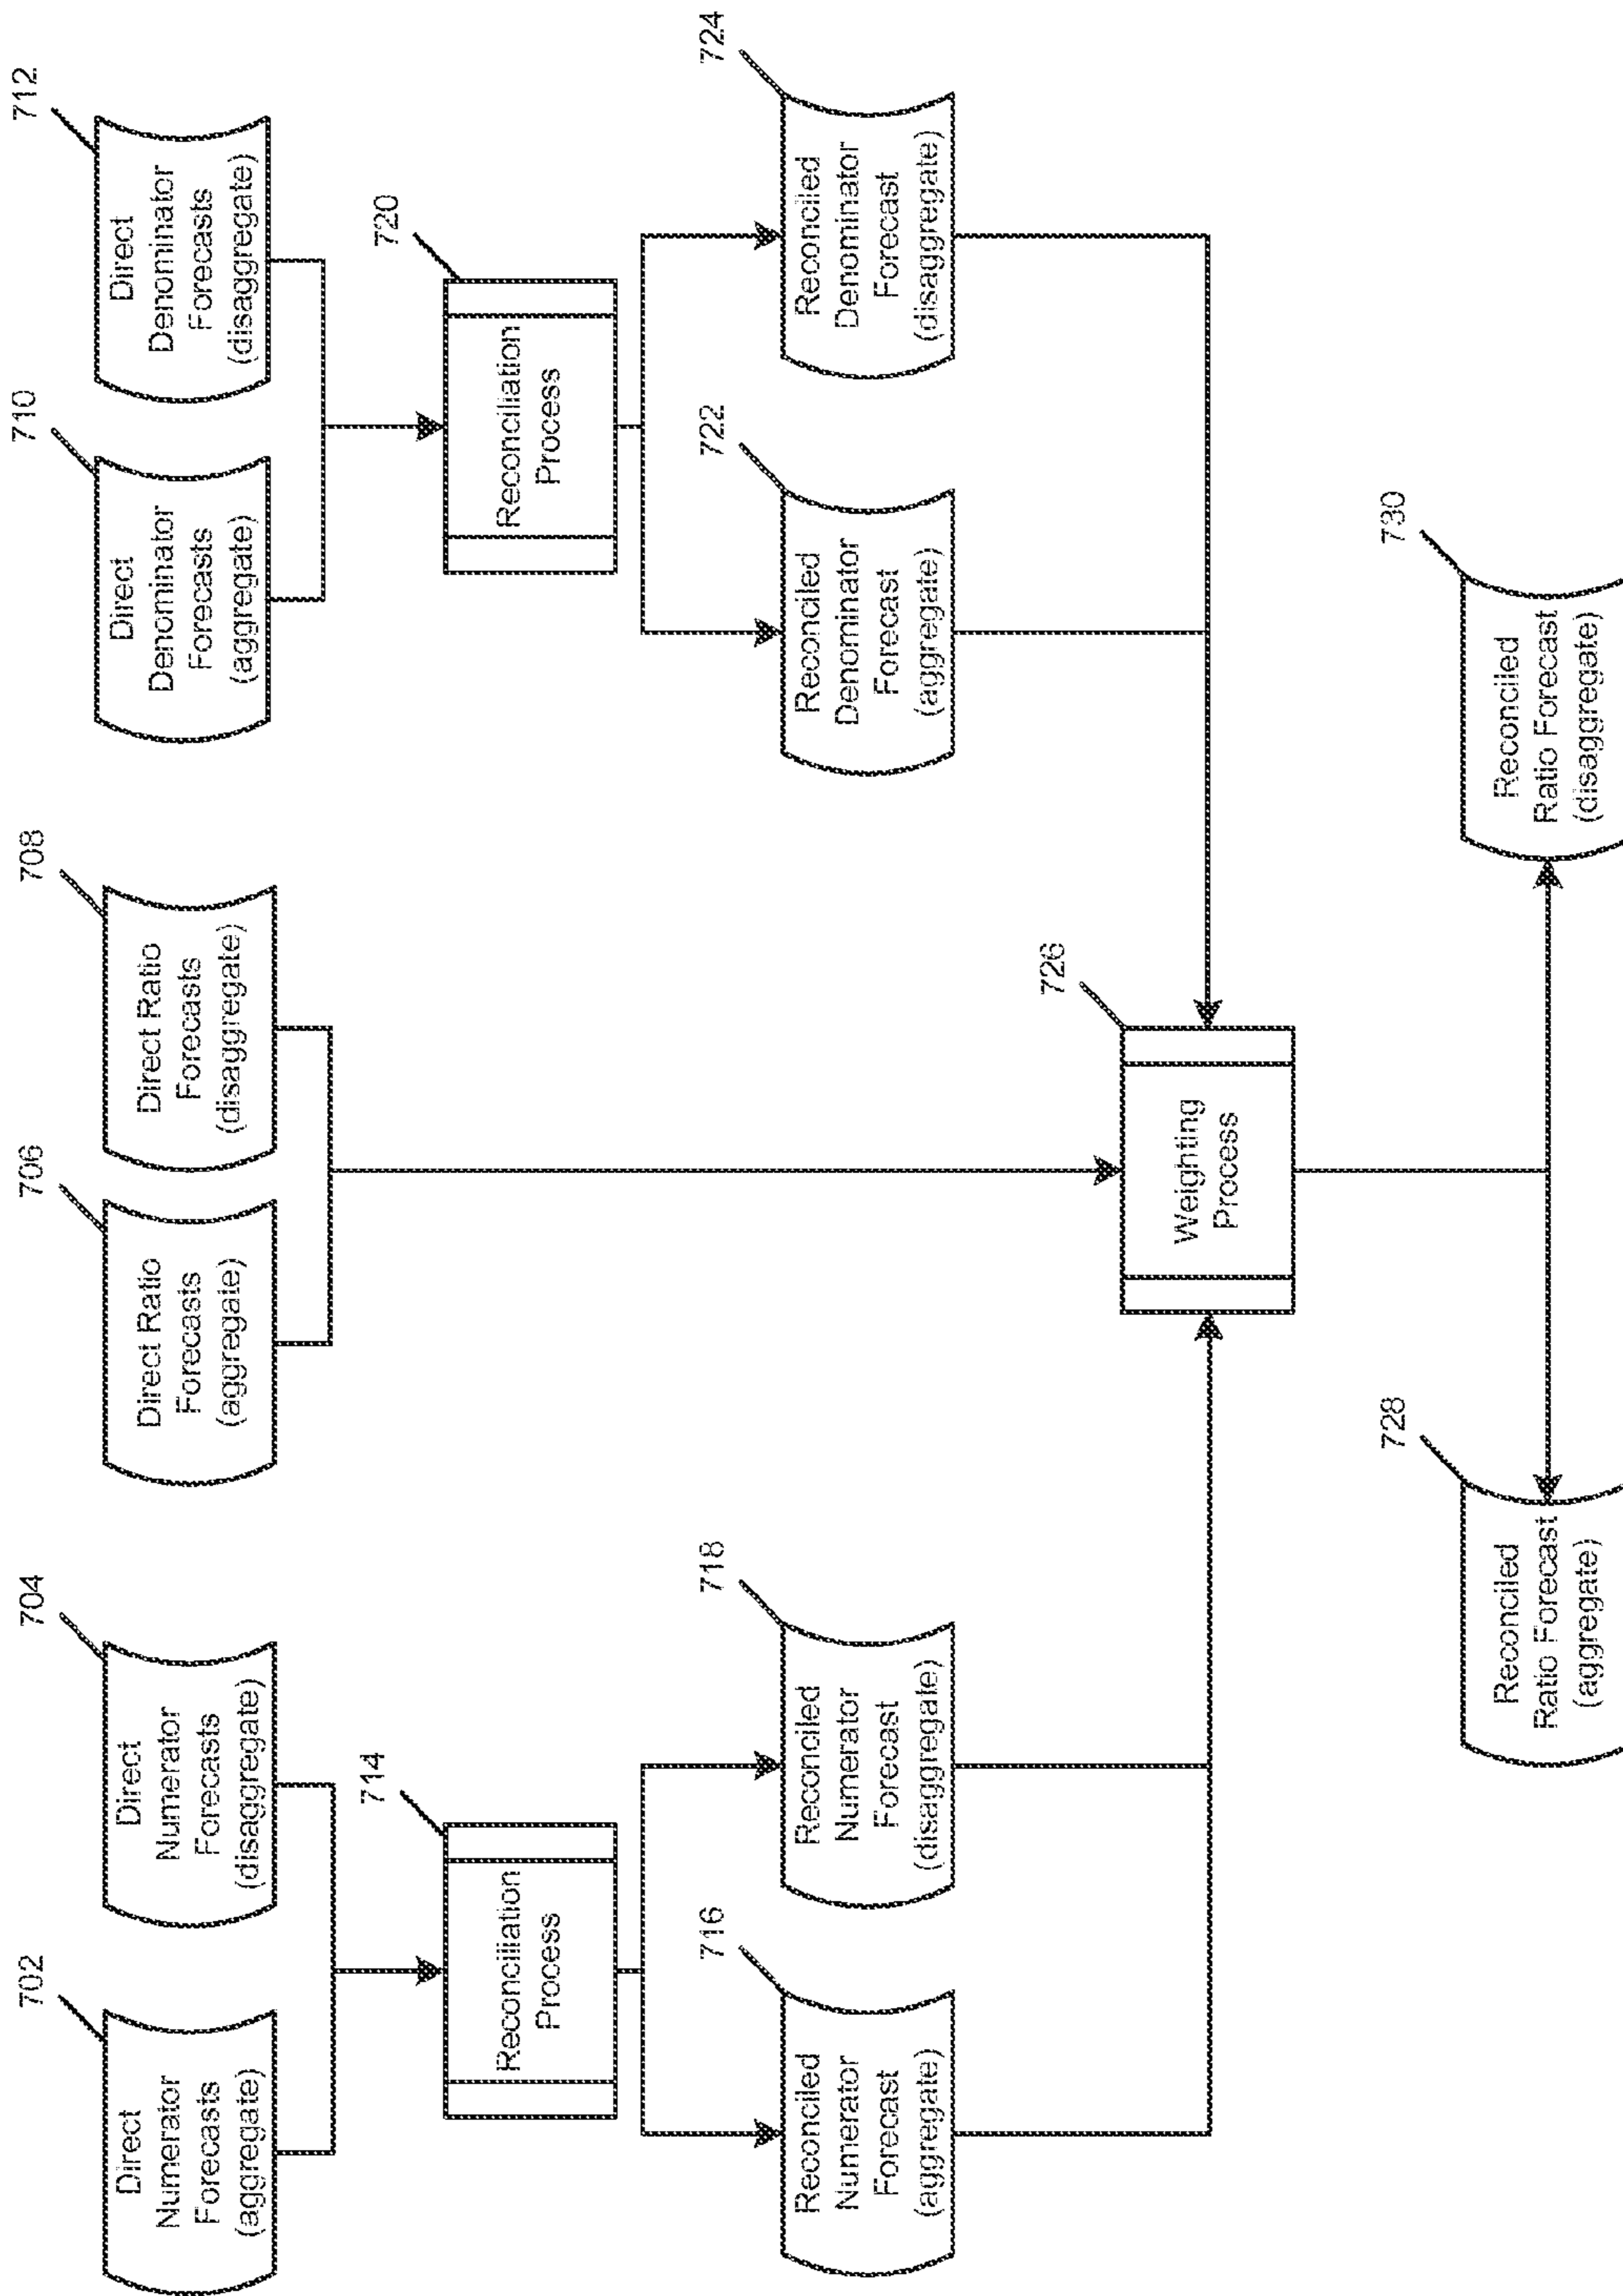 702
Direct
Numerator
Forecasts
(aggregate)
704
Direct
Numerator
Forecasts
(disaggregate)
706
Direct Ratio
Forecasts
(aggregate)
708
Direct Ratio
Forecasts
(disaggregate)
710
Direct
Denominator
Forecasts
(aggregate)
712
Direct
Denominator
Forecasts
(disaggregate)
714
Reconciliation
Process
720
Reconciliation
Process
716
Reconciled
Numerator
Forecast
(aggregate)
718
Reconciled
Numerator
Forecast
(disaggregate)
722
Reconciled
Denominator
Forecast
(aggregate)
724
Reconciled
Denominator
Forecast
(disaggregate)
726
Weighting
Process
728
Reconciled
Ratio Forecast
(aggregate)
730
Reconciled
Ratio Forecast
(disaggregate)